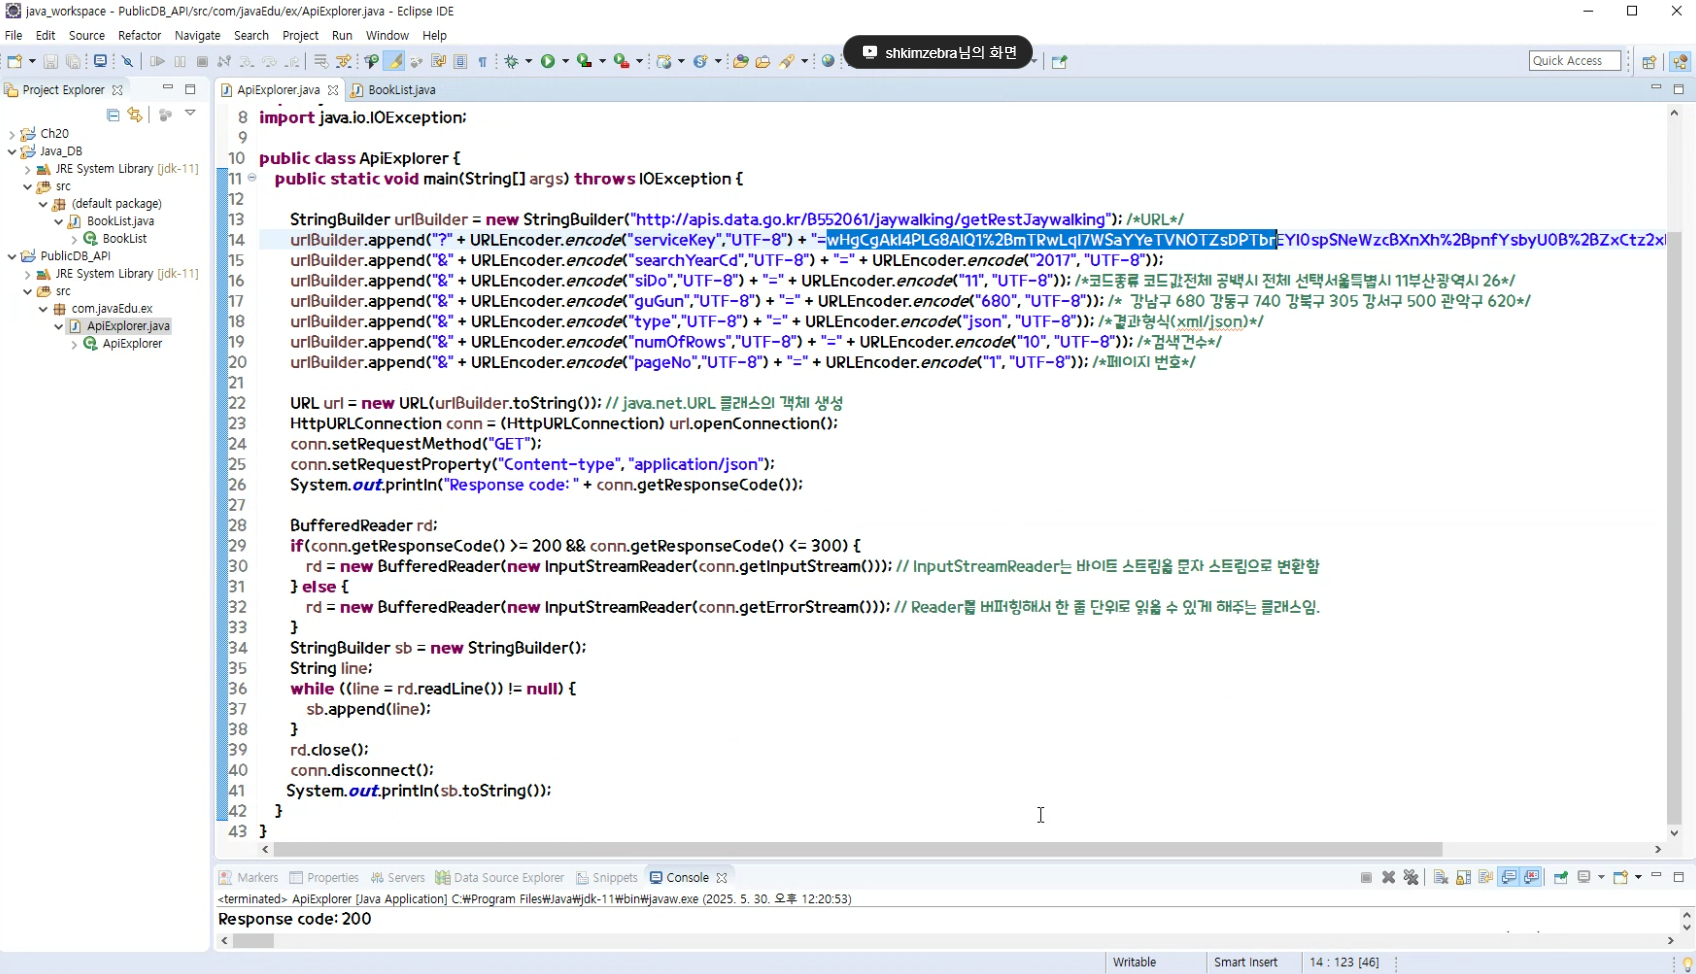 java_workspace - PublicDB_API/src/com/javaEdu/ex/ApiExplorer.java - Eclipse IDE
File Edit Source Refactor Navigate Search Project Run Window Help
shkimzebra님의 화면
Quick Access
Project Explorer
Ch20
Java_DB
JRE System Library [jdk-11]
src
(default package)
BookList.java
BookList
PublicDB_API
JRE System Library [jdk-11]
src
com.javaEdu.ex
ApiExplorer.java
ApiExplorer
ApiExplorer.java BookList.java
8 import java.io.IOException;
9
10 public class ApiExplorer {
11 public static void main(String[] args) throws IOException {
12
13 StringBuilder urlBuilder = new StringBuilder("http://apis.data.go.kr/B552061/jaywalking/getRestJaywalking"); /*URL*/
14 urlBuilder.append("?" + URLEncoder.encode("serviceKey","UTF-8") + "=
15 urlBuilder.append("&" + URLEncoder.encode("searchYearCd","UTF-8") + "=" + URLEncoder.encode("2017", "UTF-8"));
16 urlBuilder.append("&" + URLEncoder.encode("siDo","UTF-8") + "=" + URLEncoder.encode("11", "UTF-8")); /*코드종류 코드값전체 공백시 전체 선택서울특별시 11부산광역시 26*/
17 urlBuilder.append("&" + URLEncoder.encode("guGun","UTF-8") + "=" + URLEncoder.encode("680", "UTF-8")); /* 강남구 680 강동구 740 강북구 305 강서구 500 관악구 620*/
18 urlBuilder.append("&" + URLEncoder.encode("type","UTF-8") + "=" + URLEncoder.encode("json", "UTF-8")); /*결과형식(xml/json)*/
19 urlBuilder.append("&" + URLEncoder.encode("numOfRows","UTF-8") + "=" + URLEncoder.encode("10", "UTF-8")); /*검색건수*/
20 urlBuilder.append("&" + URLEncoder.encode("pageNo","UTF-8") + "=" + URLEncoder.encode("1", "UTF-8")); /*페이지 번호*/
21
22 URL url = new URL(urlBuilder.toString()); // java.net.URL 클래스의 객체 생성
23 HttpURLConnection conn = (HttpURLConnection) url.openConnection();
24 conn.setRequestMethod("GET");
25 conn.setRequestProperty("Content-type", "application/json");
26 System.out.println("Response code: " + conn.getResponseCode());
27
28 BufferedReader rd;
29 if(conn.getResponseCode() >= 200 && conn.getResponseCode() <= 300) {
30 rd = new BufferedReader(new InputStreamReader(conn.getInputStream())); // InputStreamReader는 바이트 스트림을 문자 스트림으로 변환함
31 } else {
32 rd = new BufferedReader(new InputStreamReader(conn.getErrorStream())); // Reader를 버퍼링해서 한 줄 단위로 읽을 수 있게 해주는 클래스임.
33 }
34 StringBuilder sb = new StringBuilder();
35 String line;
36 while ((line = rd.readLine()) != null) {
37 sb.append(line);
38 }
39 rd.close();
40 conn.disconnect();
41 System.out.println(sb.toString());
42 }
43 }
Markers Properties Servers Data Source Explorer Snippets Console
<terminated> ApiExplorer [Java Application] C:₩Program Files₩Java₩jdk-11₩bin₩javaw.exe (2025. 5. 30. 오후 12:20:53)
Response code: 200
Writable Smart Insert 14 : 123 [46]